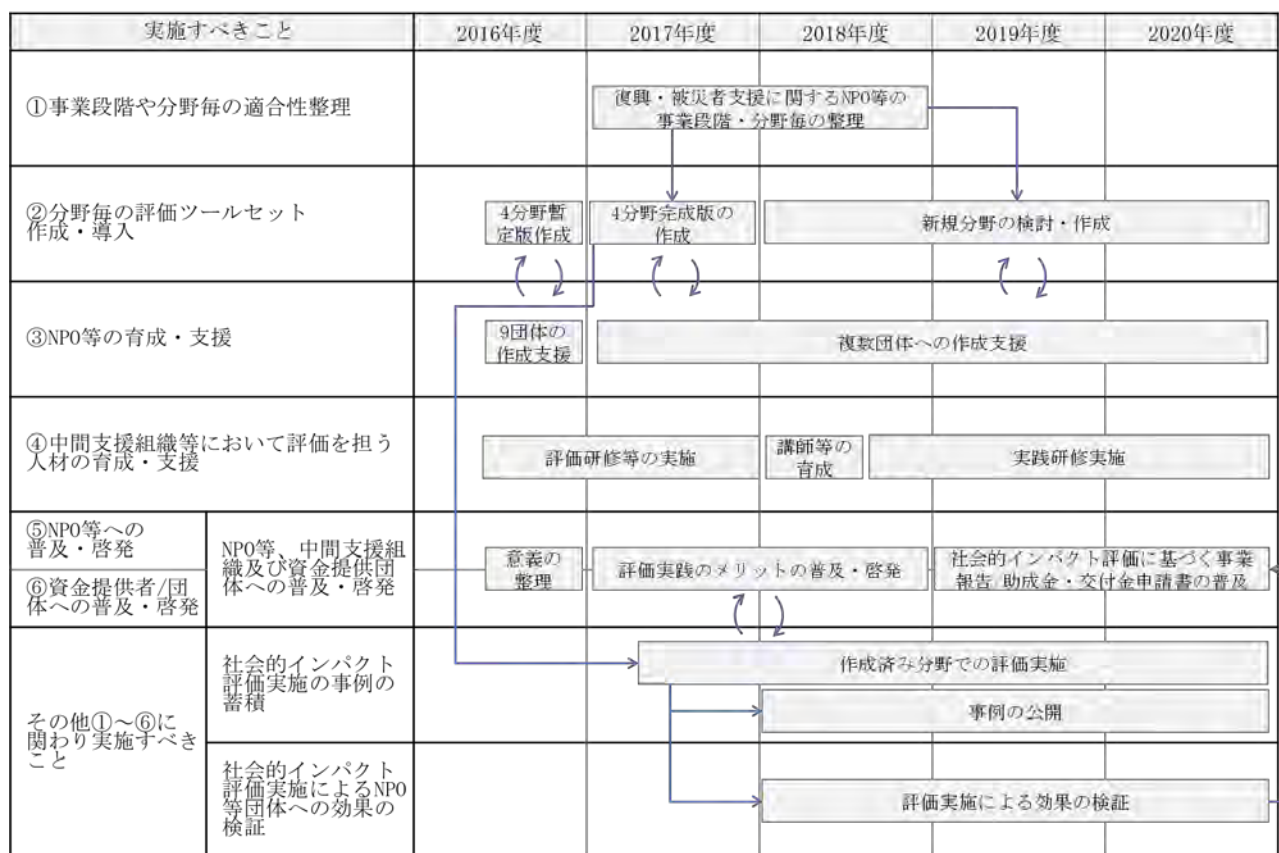 実施すべきこと
2016年度
2017年度
2018年度
2019年度
2020年度
①事業段階や分野毎の適合性整理
復興・被災者支援に関するNPO等の
事業段階・分野毎の整理
②分野毎の評価ツールセット
作成・導入
4分野暫
定版作成
4分野完成版の
作成
新規分野の検討・作成
③NPO等の育成・支援
9団体の
作成支援
複数団体への作成支援
④中間支援組織等において評価を担う
人材の育成・支援
評価研修等の実施
講師等の
育成
実践研修実施
⑤NPO等への
普及・啓発
⑥資金提供者/団
体への普及・啓発
NPO等、中間支援組
織及び資金提供団
体への普及・啓発
意義の
整理
評価実践のメリットの普及・啓発
社会的インパクト評価に基づく事業
報告/助成金・交付金申請書の普及
その他①～⑥に
関わり実施すべき
こと
社会的インパクト
評価実施の事例の
蓄積
作成済み分野での評価実施
事例の公開
社会的インパクト
評価実施によるNPO
等団体への効果の
検証
評価実施による効果の検証